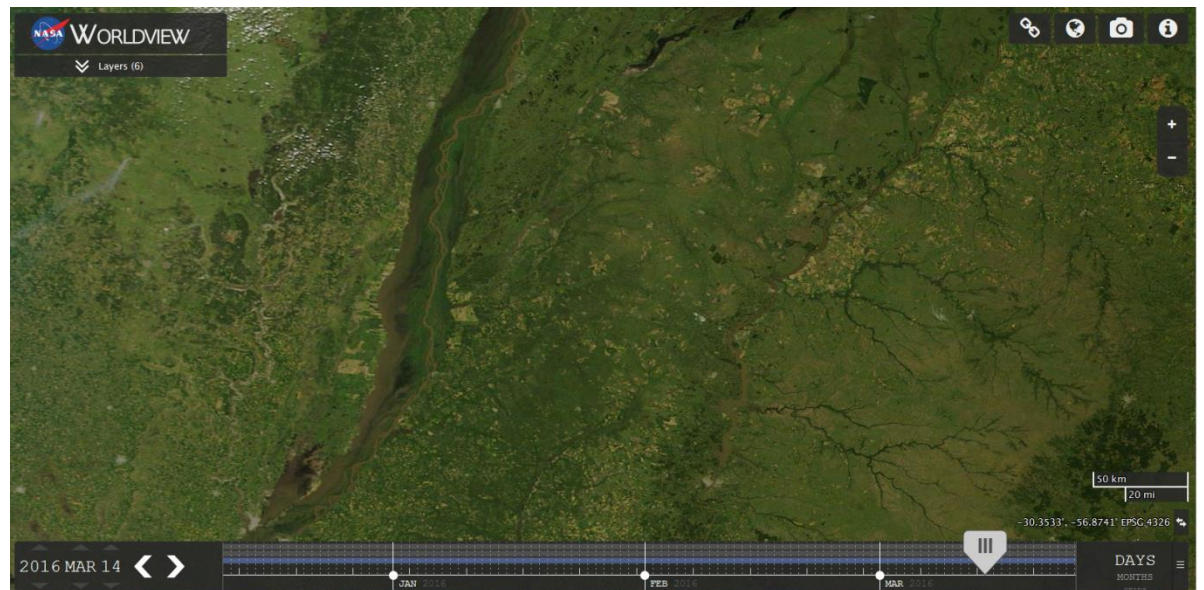 NASA WORLDVIEW
Layers (6)
+
-
50 km
20 mi
-30.3533°, -56.8741° EPSG:4326
2016 MAR 14
JAN 2016
FEB 2016
MAR 2016
DAYS
MONTHS